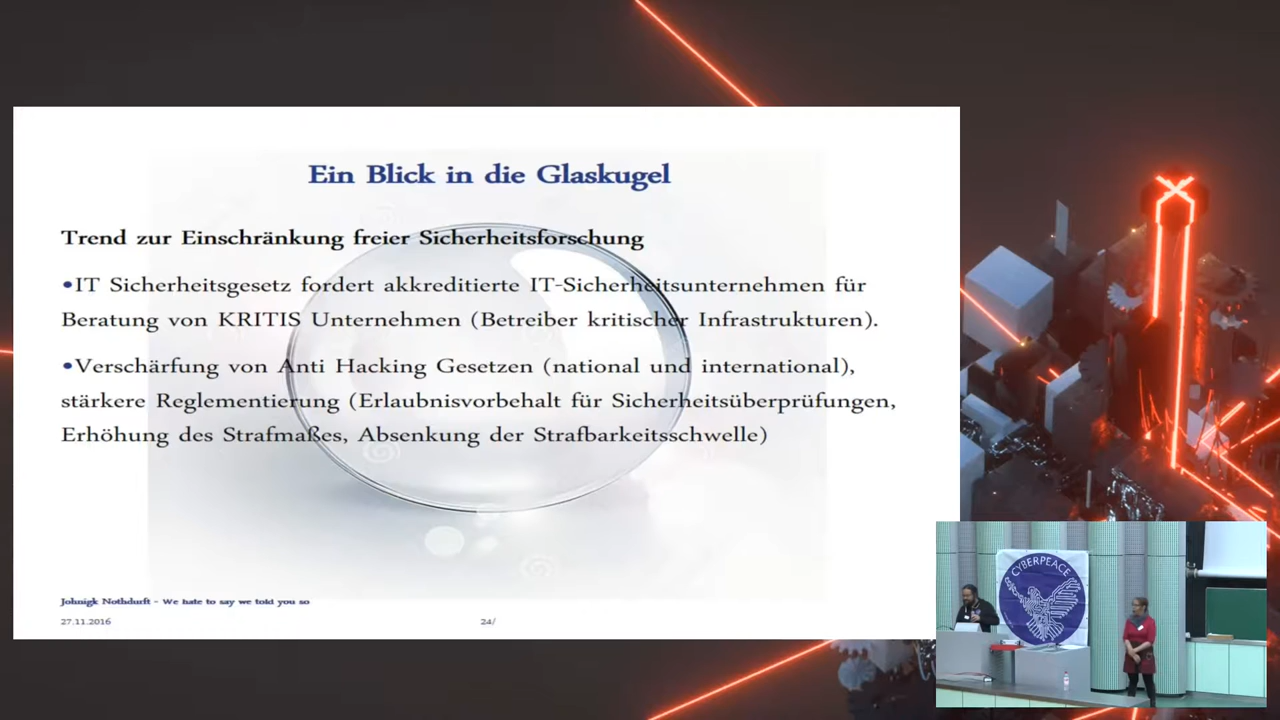 Ein Blick in die Glaskugel
Trend zur Einschränkung freier Sicherheitsforschung
•IT Sicherheitsgesetz fordert akkreditierte IT-Sicherheitsunternehmen für
Beratung von KRITIS Unternehmen (Betreiber kritischer Infrastrukturen).
•Verschärfung von Anti Hacking Gesetzen (national und international),
stärkere Reglementierung (Erlaubnisvorbehalt für Sicherheitsüberprüfungen,
Erhöhung des Strafmaßes, Absenkung der Strafbarkeitsschwelle)
Johnigk Nothdurft - We hate to say we told you so
27.11.2016
24/
CYBERPEACE